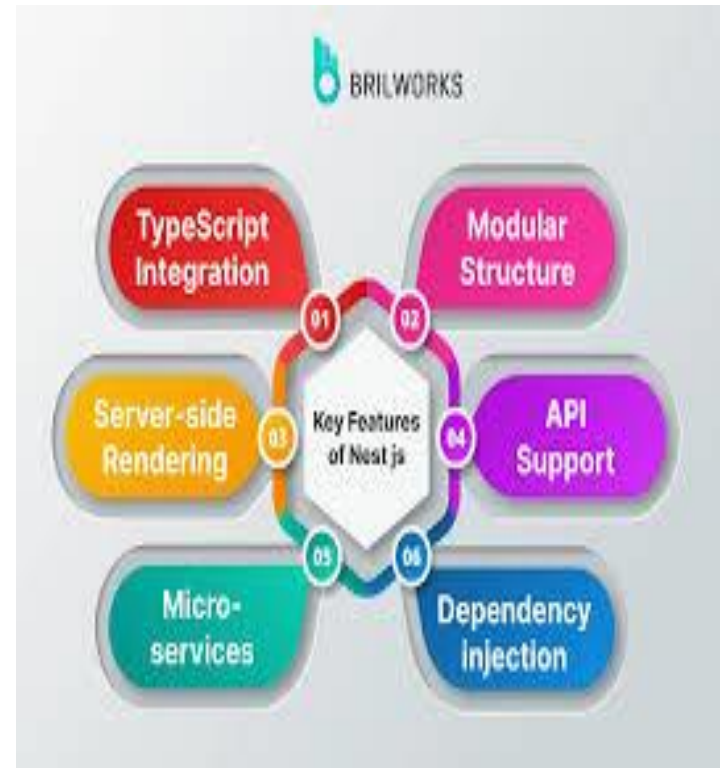 BRILWORKS
TypeScript
Integration
01
Modular
Structure
02
Server-side
Rendering
03
Key Features
of Nest js
04
API
Support
Micro-
services
05
06
Dependency
injection